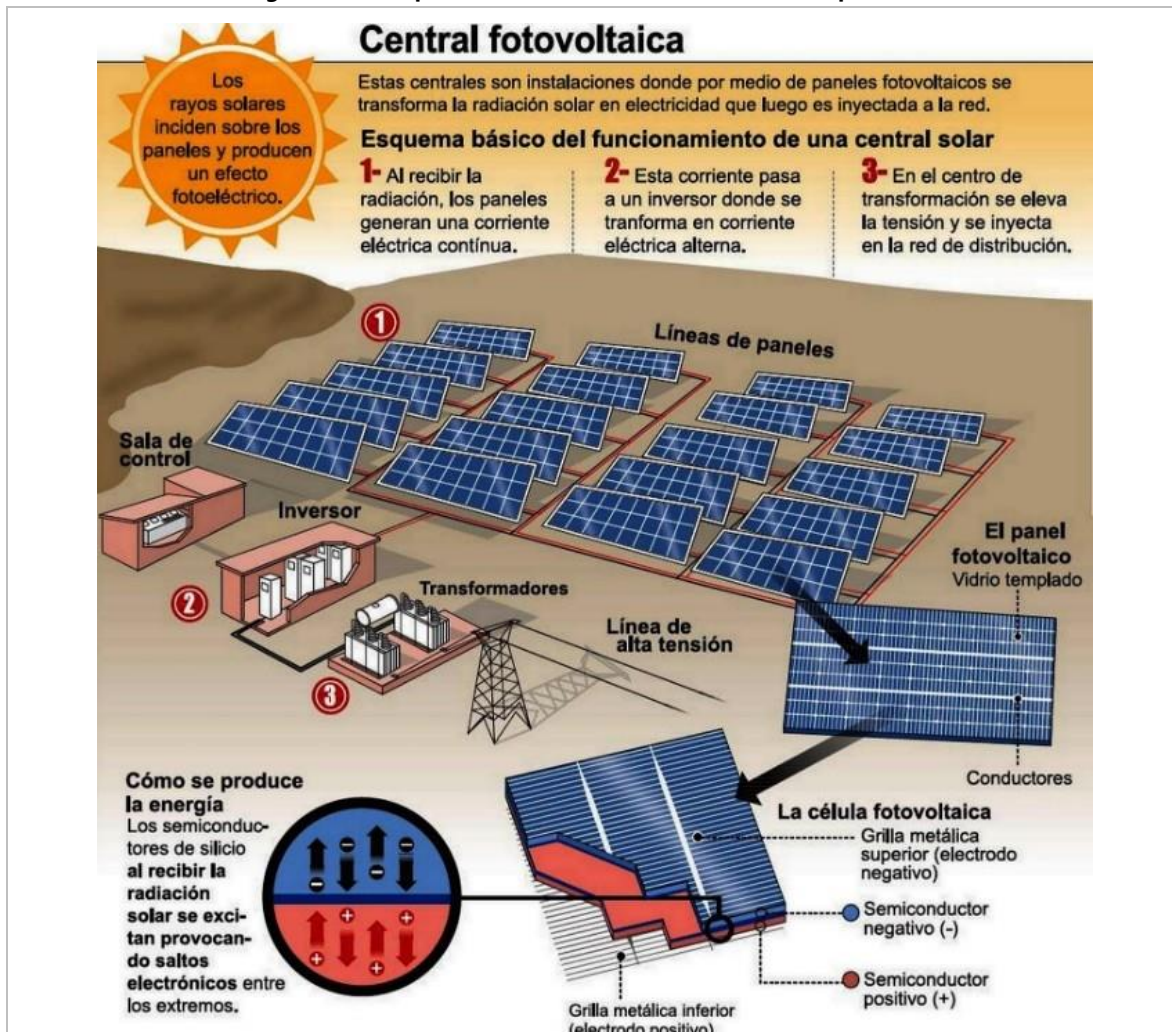 Central fotovoltaica
Los
rayos solares
inciden sobre los
paneles y producen
un efecto
fotoeléctrico.
Estas centrales son instalaciones donde por medio de paneles fotovoltaicos se
transforma la radiación solar en electricidad que luego es inyectada a la red.
Esquema básico del funcionamiento de una central solar
1- Al recibir la
radiación, los paneles
generan una corriente
eléctrica contínua.
2- Esta corriente pasa
a un inversor donde se
tranforma en corriente
eléctrica alterna.
3- En el centro de
transformación se eleva
la tensión y se inyecta
en la red de distribución.
1
Líneas de paneles
Sala de
control
Inversor
2
Transformadores
3
Línea de
alta tensión
El panel
fotovoltaico
Vidrio templado
Conductores
Cómo se produce
la energía
Los semiconduc-
tores de silicio
al recibir la
radiación
solar se exci-
tan provocan-
do saltos
electrónicos entre
los extremos.
La célula fotovoltaica
Grilla metálica
superior (electrodo
negativo)
Semiconductor
negativo (-)
Semiconductor
positivo (+)
Grilla metálica inferior
(electrodo positivo)